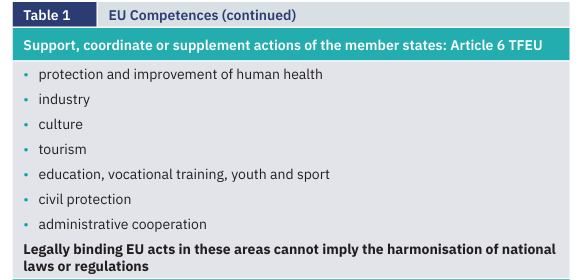 Table 1 EU Competences (continued)
Support, coordinate or supplement actions of the member states: Article 6 TFEU
• protection and improvement of human health
• industry
• culture
• tourism
• education, vocational training, youth and sport
• civil protection
• administrative cooperation
Legally binding EU acts in these areas cannot imply the harmonisation of national
laws or regulations